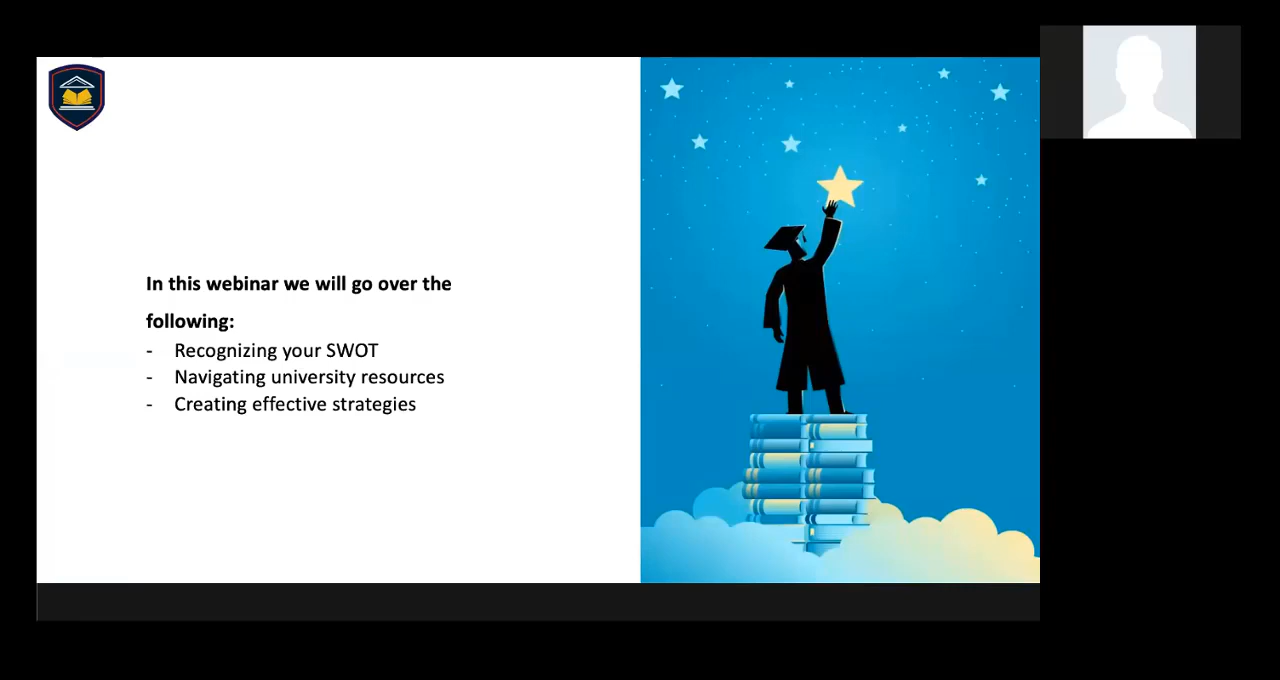 In this webinar we will go over the
following:
- Recognizing your SWOT
- Navigating university resources
- Creating effective strategies